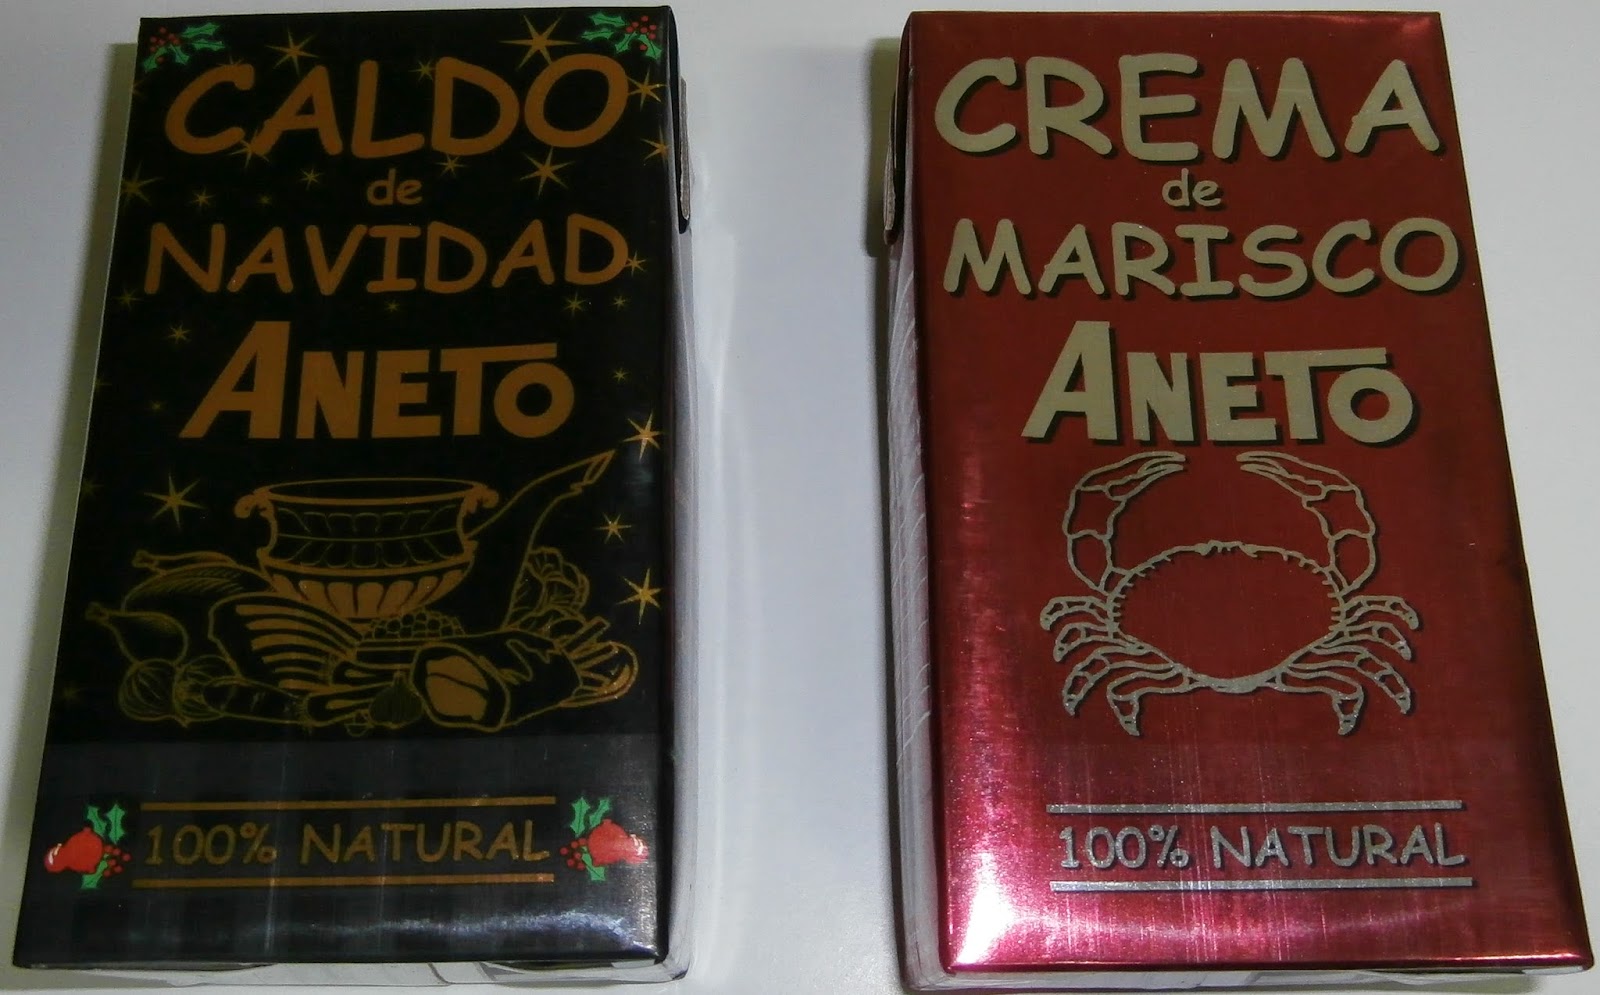 CALDO
de
NAVIDAD
ANETO
100% NATURAL
CREMA
de
MARISCO
ANETO
100% NATURAL